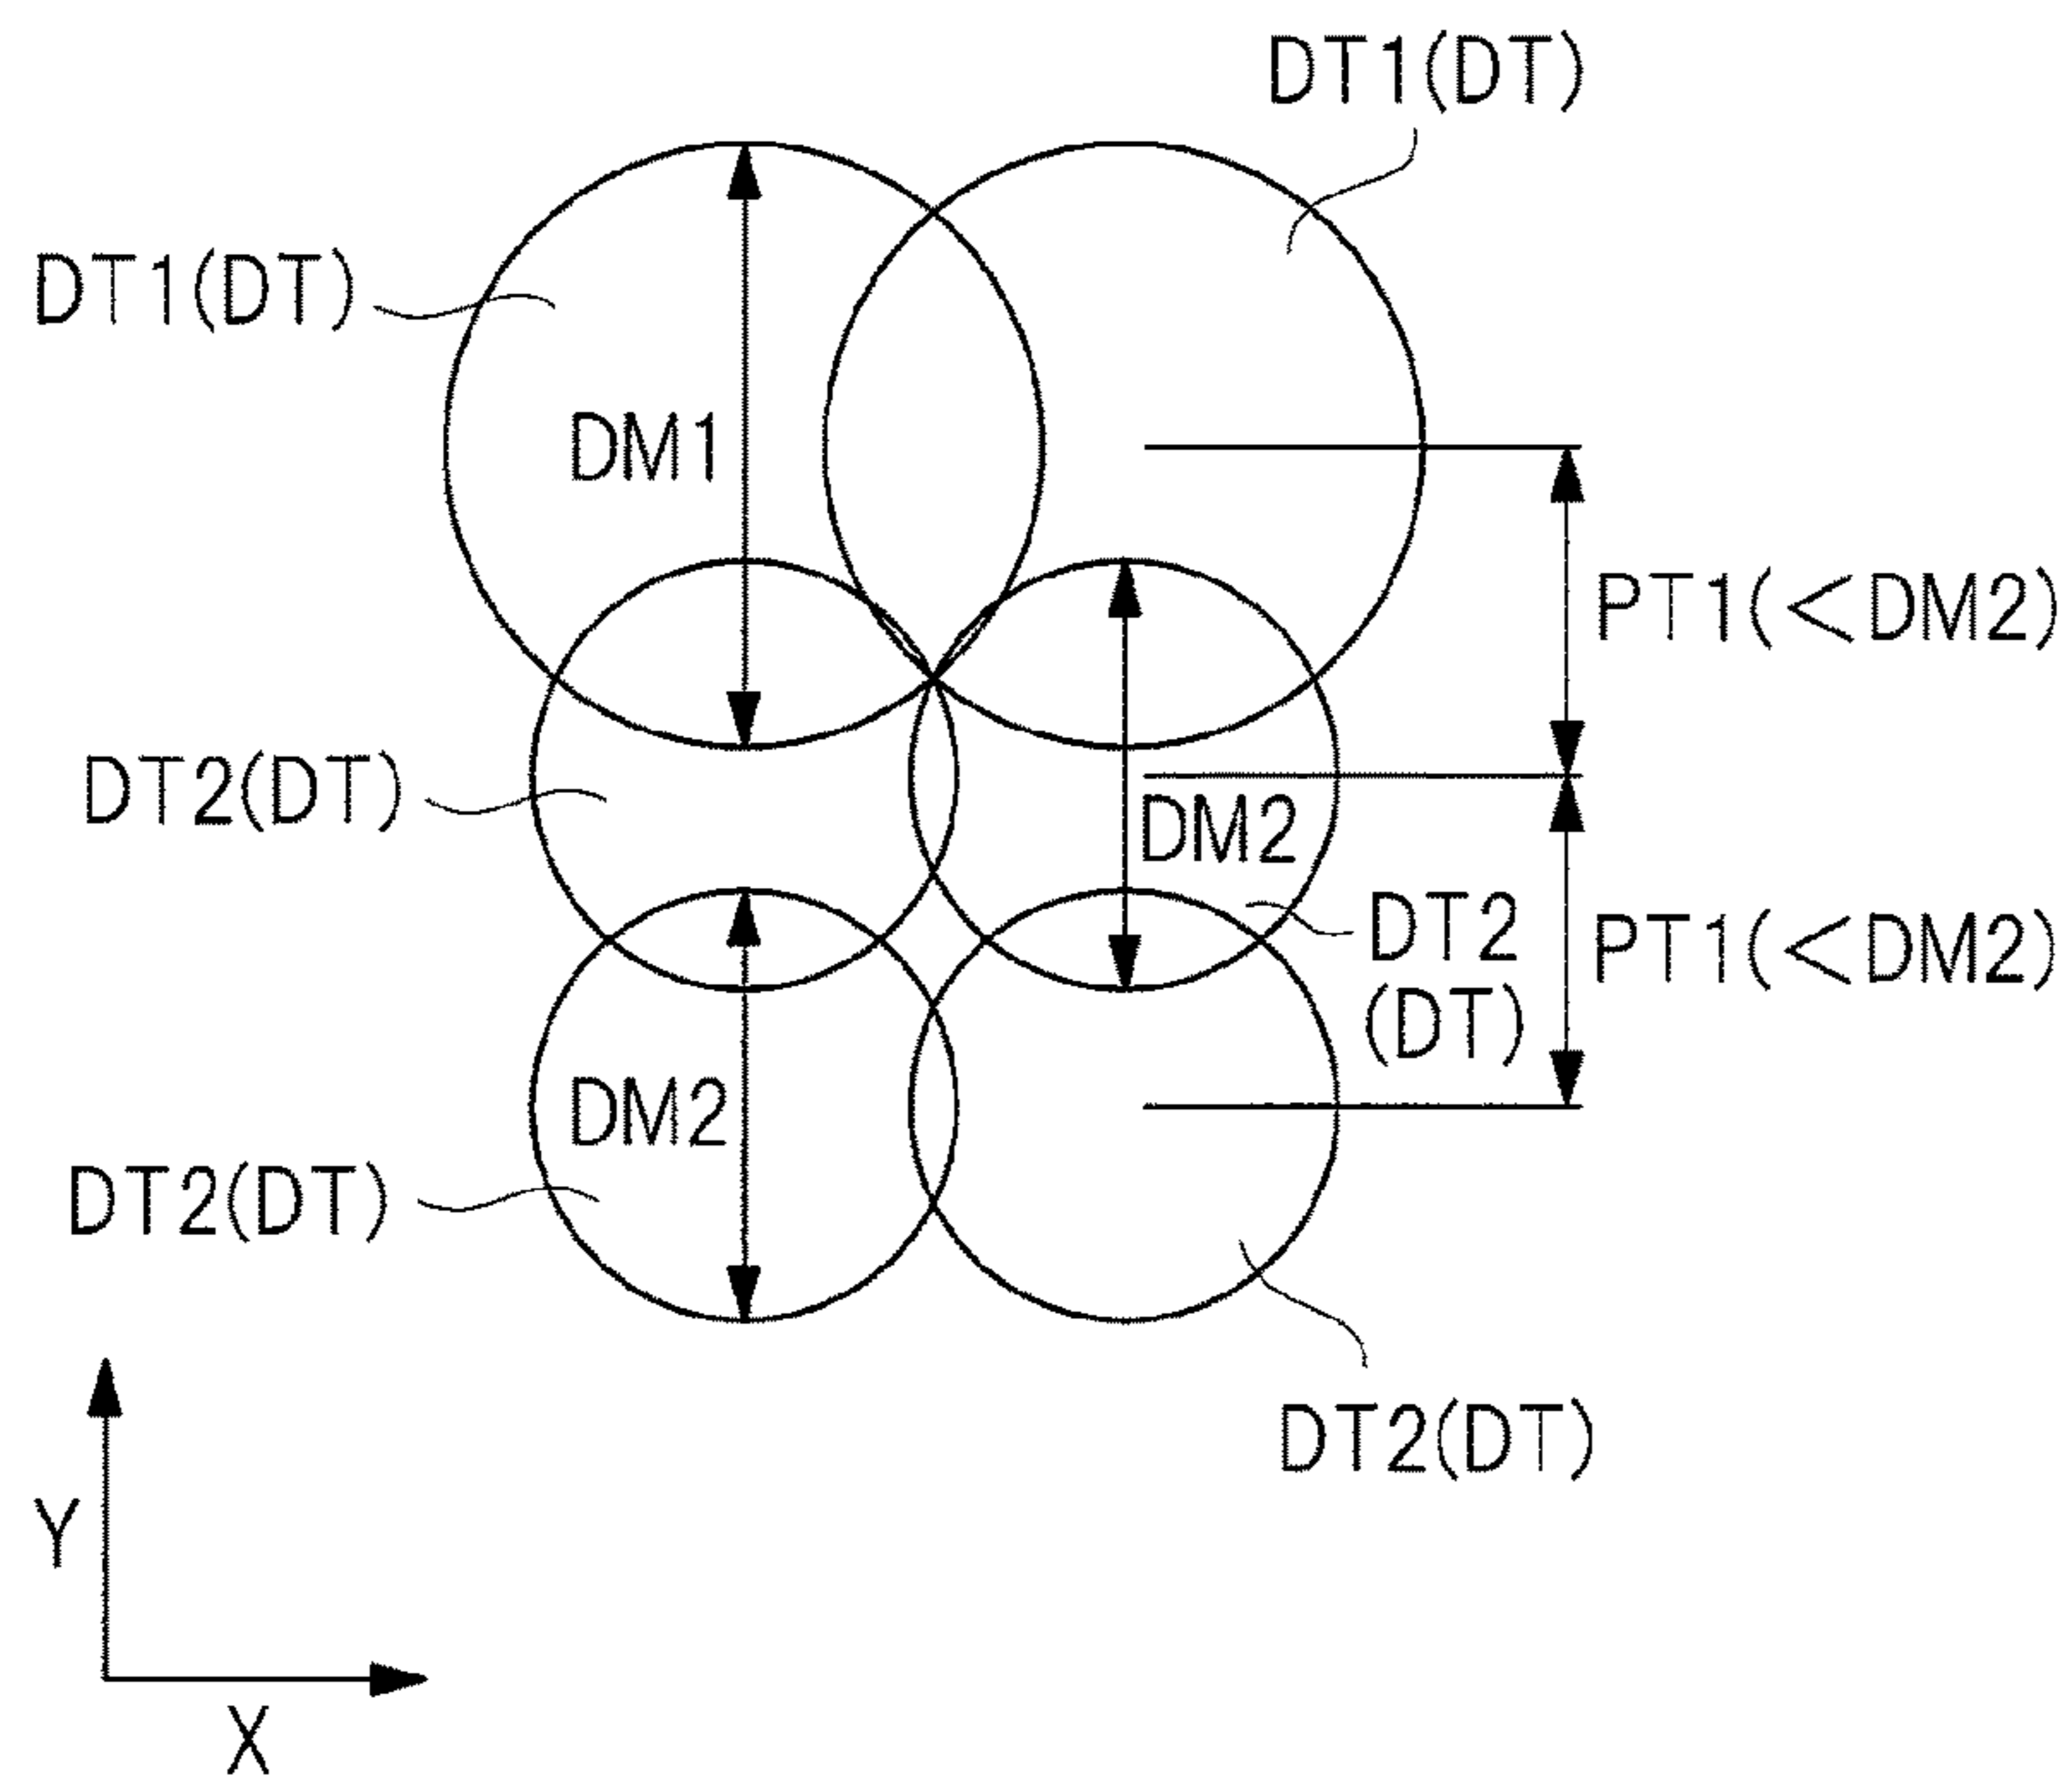 DT1(DT)
DT1(DT)
DM1
PT1(<DM2)
DT2(DT)
DM2
DT2
(DT)
PT1(<DM2)
DM2
DT2(DT)
DT2(DT)
Y
X